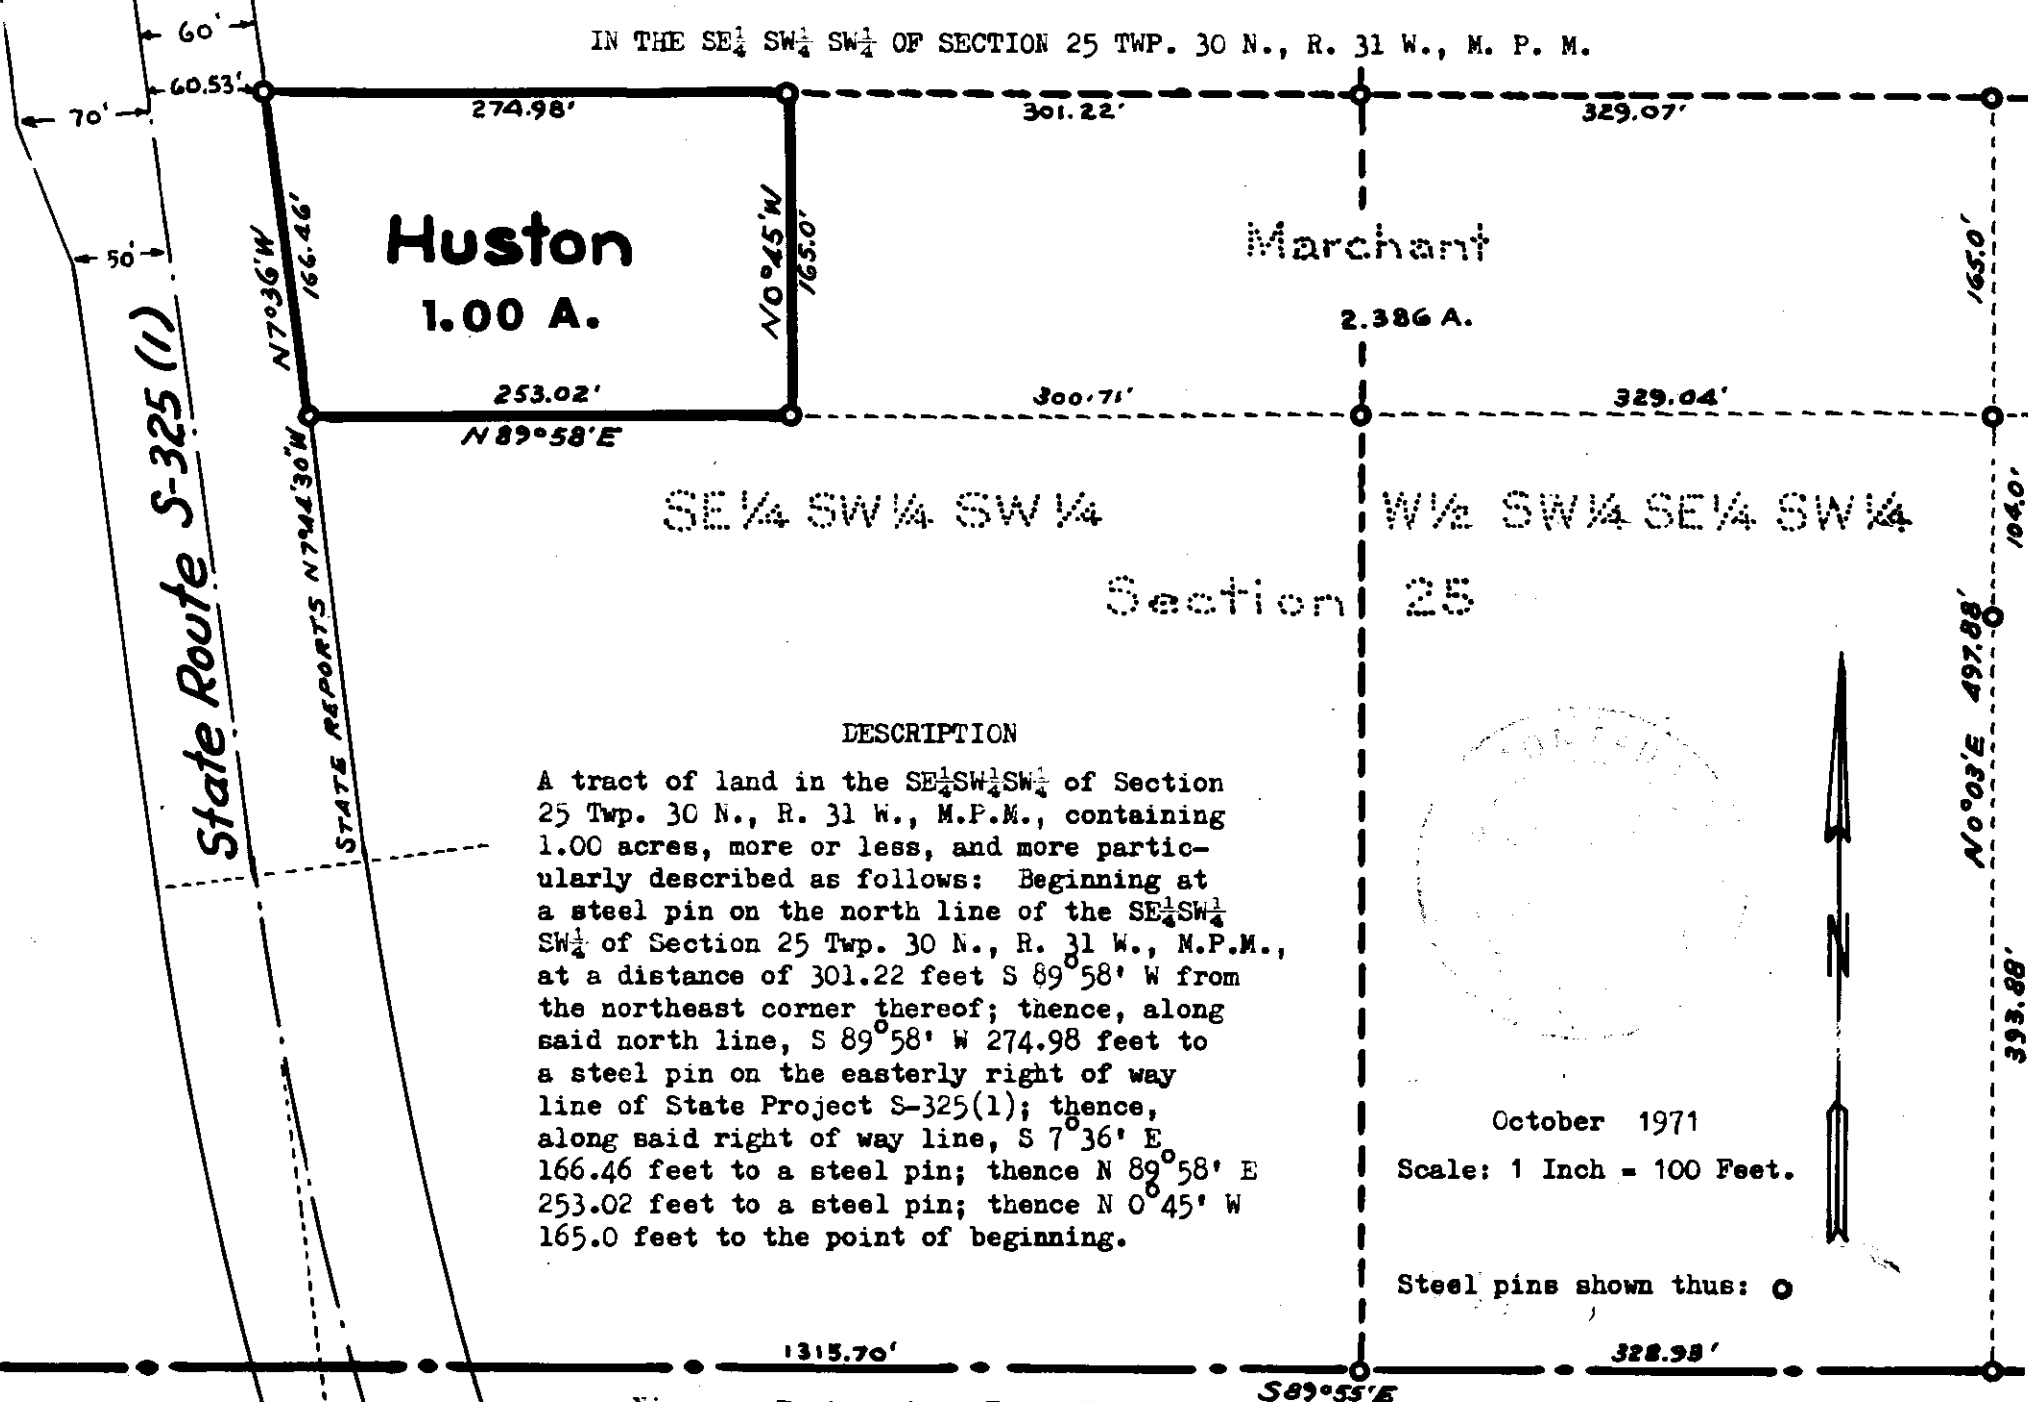 60'
IN THE SE¼ SW¼ SW¼ OF SECTION 25 TWP. 30 N., R. 31 W., M. P. M.
60.53'
70'
274.98'
301.22'
329.07'
50'
N7°36'W
166.46'
Huston
1.00 A.
N0°45'W
165.0'
Marchant
2.386 A.
165.0'
253.02'
N 89°58'E
300.71'
329.04'
State Route S-325 (1)
STATE REPORTS N7°44'30"W
SE¼ SW¼ SW¼
W½ SW¼ SE¼ SW¼
104.0'
Section 25
N0°03'E 497.88'
DESCRIPTION
A tract of land in the SE¼SW¼SW¼ of Section
25 Twp. 30 N., R. 31 W., M.P.M., containing
1.00 acres, more or less, and more partic-
ularly described as follows: Beginning at
a steel pin on the north line of the SE¼SW¼
SW¼ of Section 25 Twp. 30 N., R. 31 W., M.P.M.,
at a distance of 301.22 feet S 89°58' W from
the northeast corner thereof; thence, along
said north line, S 89°58' W 274.98 feet to
a steel pin on the easterly right of way
line of State Project S-325(1); thence,
along said right of way line, S 7°36' E
166.46 feet to a steel pin; thence N 89°58' E
253.02 feet to a steel pin; thence N 0°45' W
165.0 feet to the point of beginning.
N
393.88'
October 1971
Scale: 1 Inch = 100 Feet.
Steel pins shown thus:
1315.70'
328.98'
S89°55'E